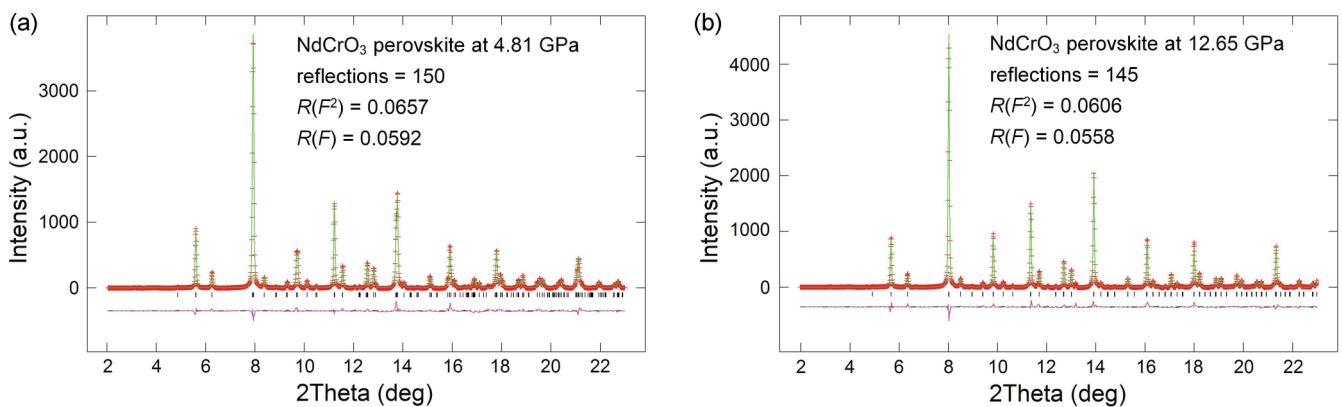 (a)
NdCrO₃ perovskite at 4.81 GPa
reflections = 150
R(F²) = 0.0657
R(F) = 0.0592
Intensity (a.u.)
3000
2000
1000
0
2 4 6 8 10 12 14 16 18 20 22
2Theta (deg)
(b)
NdCrO₃ perovskite at 12.65 GPa
reflections = 145
R(F²) = 0.0606
R(F) = 0.0558
Intensity (a.u.)
4000
3000
2000
1000
0
2 4 6 8 10 12 14 16 18 20 22
2Theta (deg)